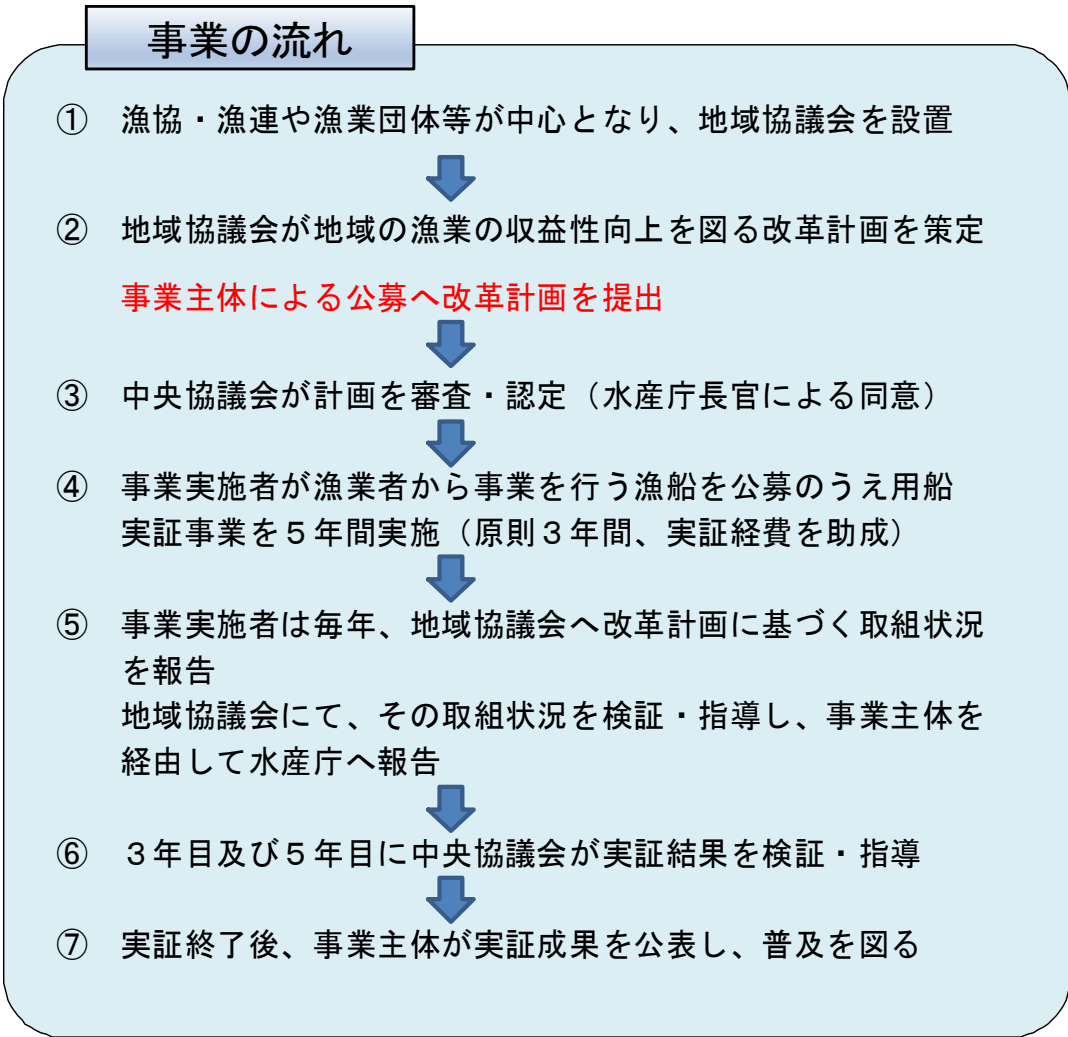 事業の流れ
① 漁協・漁連や漁業団体等が中心となり、地域協議会を設置
② 地域協議会が地域の漁業の収益性向上を図る改革計画を策定
事業主体による公募へ改革計画を提出
③ 中央協議会が計画を審査・認定（水産庁長官による同意）
④ 事業実施者が漁業者から事業を行う漁船を公募のうえ用船
実証事業を５年間実施（原則３年間、実証経費を助成）
⑤ 事業実施者は毎年、地域協議会へ改革計画に基づく取組状況
を報告
地域協議会にて、その取組状況を検証・指導し、事業主体を
経由して水産庁へ報告
⑥ ３年目及び５年目に中央協議会が実証結果を検証・指導
⑦ 実証終了後、事業主体が実証成果を公表し、普及を図る